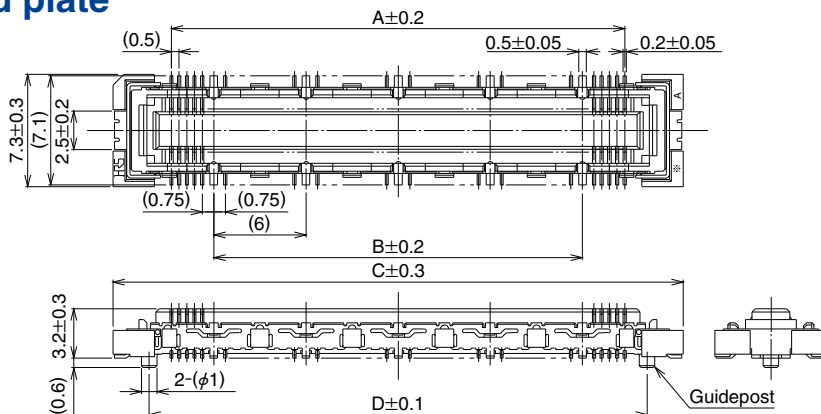 d plate
A±0.2
(0.5)
0.5±0.05
0.2±0.05
7.3±0.3
(7.1)
2.5±0.2
A
※
(0.75)
(0.75)
(6)
B±0.2
C±0.3
3.2±0.3
(0.6)
2-(φ1)
D±0.1
Guidepost